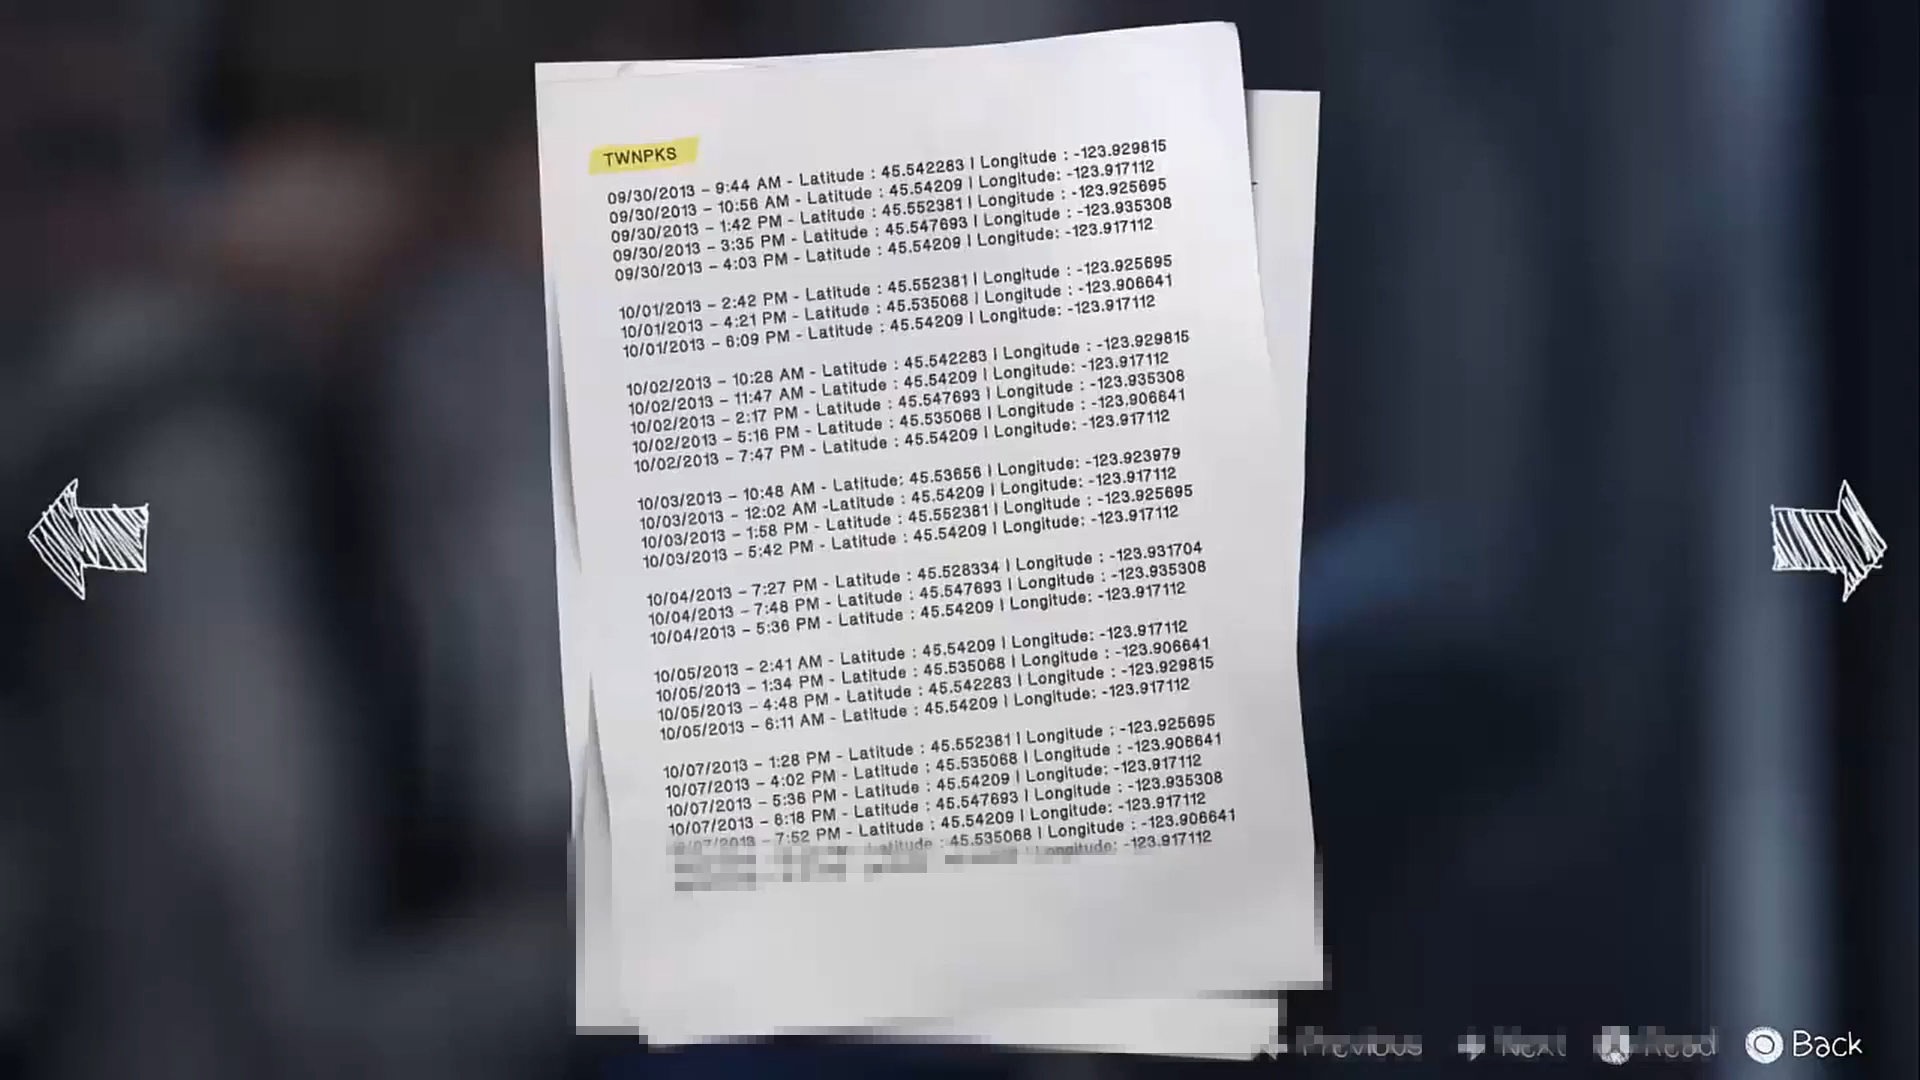 TWNPKS
09/30/2013 - 9:44 AM - Latitude : 45.542283 | Longitude : -123.929815
09/30/2013 - 10:56 AM - Latitude : 45.54209 | Longitude: -123.917112
09/30/2013 - 1:42 PM - Latitude : 45.552381 | Longitude : -123.925695
09/30/2013 - 3:35 PM - Latitude : 45.547693 | Longitude : -123.935308
09/30/2013 - 4:03 PM - Latitude : 45.54209 | Longitude: -123.917112
10/01/2013 - 2:42 PM - Latitude : 45.552381 | Longitude : -123.925695
10/01/2013 - 4:21 PM - Latitude : 45.535068 | Longitude : -123.906641
10/01/2013 - 6:09 PM - Latitude : 45.54209 | Longitude: -123.917112
10/02/2013 - 10:28 AM - Latitude : 45.542283 | Longitude : -123.929815
10/02/2013 - 11:47 AM - Latitude : 45.54209 | Longitude: -123.917112
10/02/2013 - 2:17 PM - Latitude : 45.547693 | Longitude : -123.935308
10/02/2013 - 5:16 PM - Latitude : 45.535068 | Longitude : -123.906641
10/02/2013 - 7:47 PM - Latitude : 45.54209 | Longitude: -123.917112
10/03/2013 - 10:48 AM - Latitude: 45.53656 | Longitude: -123.923979
10/03/2013 - 12:02 AM -Latitude : 45.54209 | Longitude: -123.917112
10/03/2013 - 1:58 PM - Latitude : 45.552381 | Longitude : -123.925695
10/03/2013 - 5:42 PM - Latitude : 45.54209 | Longitude: -123.917112
10/04/2013 - 7:27 PM - Latitude : 45.528334 | Longitude : -123.931704
10/04/2013 - 7:48 PM - Latitude : 45.547693 | Longitude : -123.935308
10/04/2013 - 5:36 PM - Latitude : 45.54209 | Longitude: -123.917112
10/05/2013 - 2:41 AM - Latitude : 45.54209 | Longitude: -123.917112
10/05/2013 - 1:34 PM - Latitude : 45.535068 | Longitude : -123.906641
10/05/2013 - 4:48 PM - Latitude : 45.542283 | Longitude : -123.929815
10/05/2013 - 6:11 AM - Latitude : 45.54209 | Longitude: -123.917112
10/07/2013 - 1:28 PM - Latitude : 45.552381 | Longitude : -123.925695
10/07/2013 - 4:02 PM - Latitude : 45.535068 | Longitude : -123.906641
10/07/2013 - 5:36 PM - Latitude : 45.54209 | Longitude: -123.917112
10/07/2013 - 6:18 PM - Latitude : 45.547693 | Longitude : -123.935308
10/07/2013 - 7:52 PM - Latitude : 45.54209 | Longitude: -123.917112
Latitude : 45.535068 | Longitude : -123.906641
Longitude: -123.917112
Previous Next Read Back